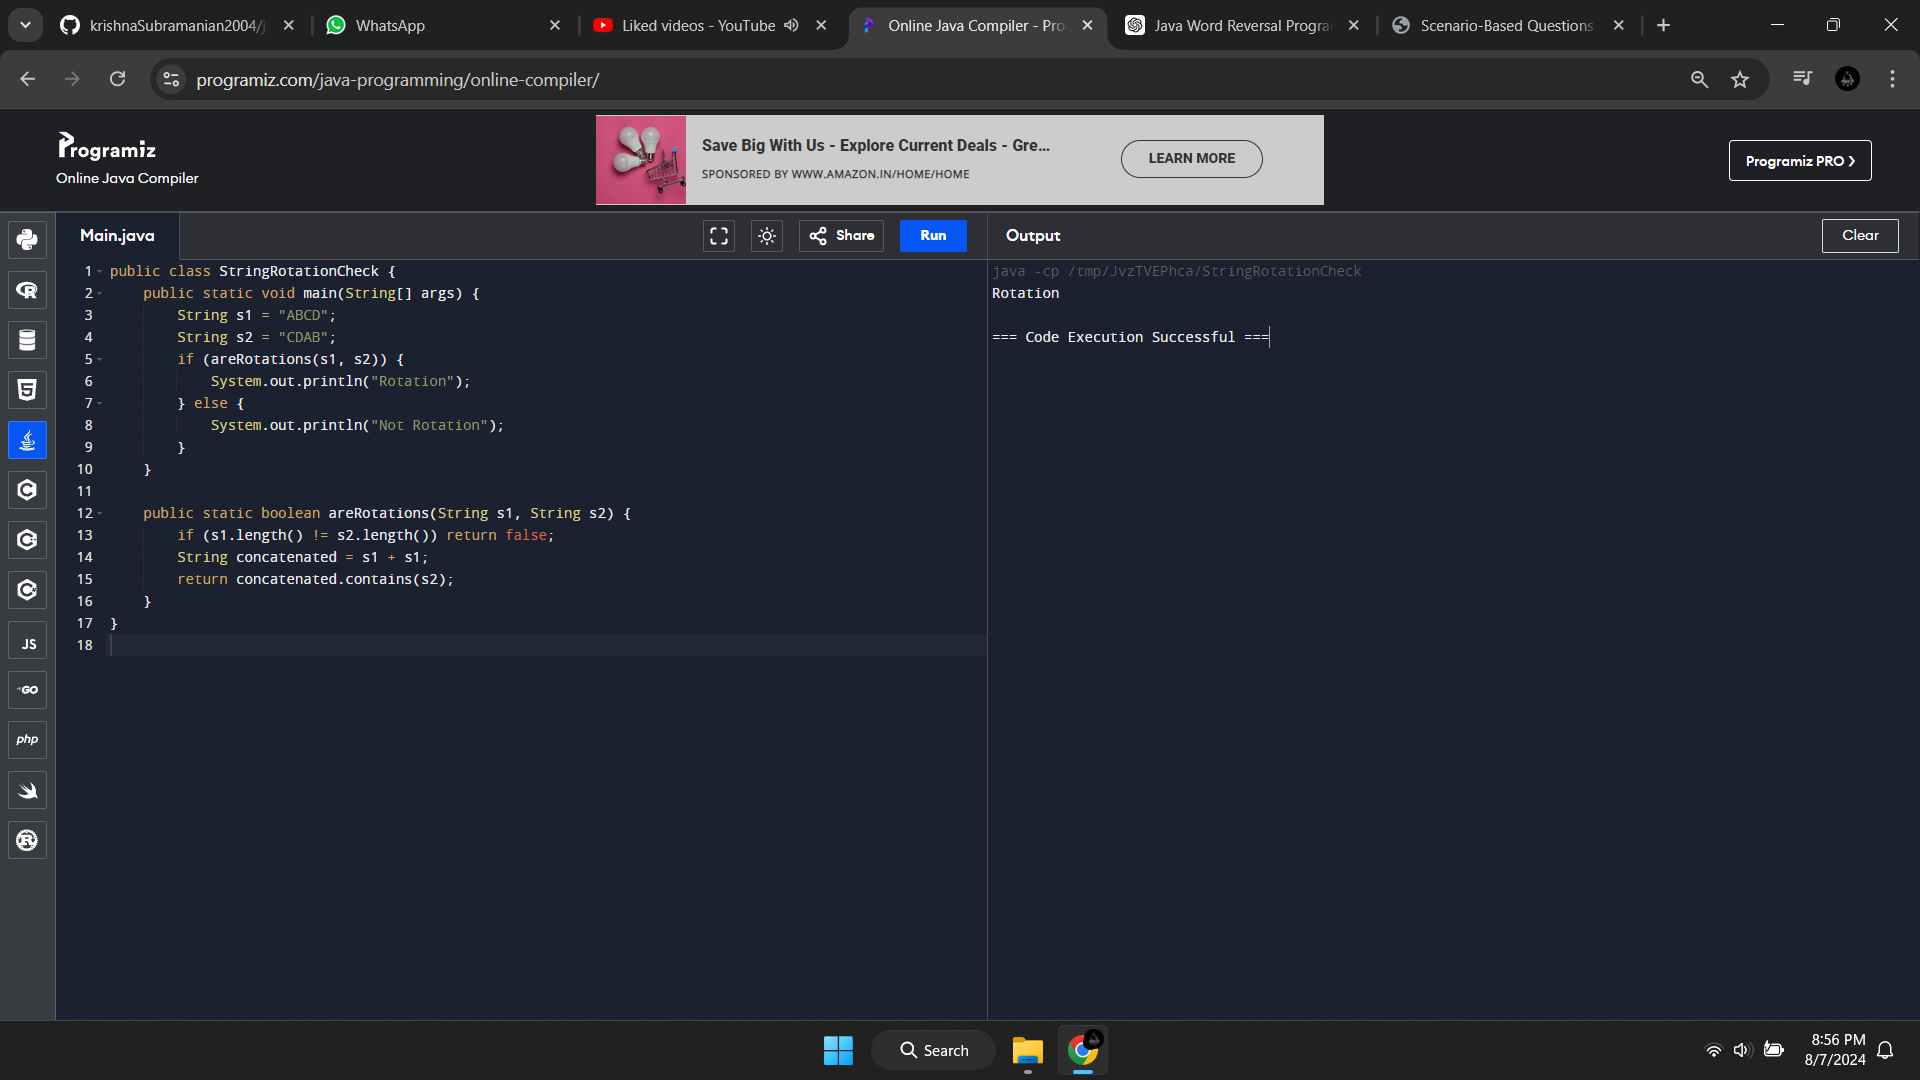 krishnaSubramanian2004/j
WhatsApp
Liked videos - YouTube
Online Java Compiler - Pro
Java Word Reversal Progra
Scenario-Based Questions
programiz.com/java-programming/online-compiler/
Programiz
Online Java Compiler
Save Big With Us - Explore Current Deals - Gre...
SPONSORED BY WWW.AMAZON.IN/HOME/HOME
LEARN MORE
Programiz PRO >
Main.java
Share
Run
Output
Clear
1 public class StringRotationCheck {
2     public static void main(String[] args) {
3         String s1 = "ABCD";
4         String s2 = "CDAB";
5         if (areRotations(s1, s2)) {
6             System.out.println("Rotation");
7         } else {
8             System.out.println("Not Rotation");
9         }
10     }
11
12     public static boolean areRotations(String s1, String s2) {
13         if (s1.length() != s2.length()) return false;
14         String concatenated = s1 + s1;
15         return concatenated.contains(s2);
16     }
17 }
18
java -cp /tmp/JvzTVEPhca/StringRotationCheck
Rotation
=== Code Execution Successful ===
R
5
C
C
C
JS
GO
php
R
Search
8:56 PM
8/7/2024